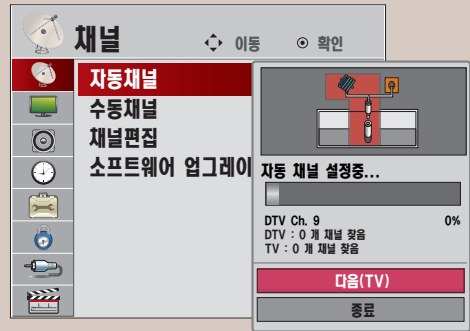 채널
이동
확인
자동채널
수동채널
채널편집
소프트웨어 업그레이
자동 채널 설정중...
DTV Ch. 9 0%
DTV : 0 개 채널 찾음
TV : 0 개 채널 찾음
다음(TV)
종료